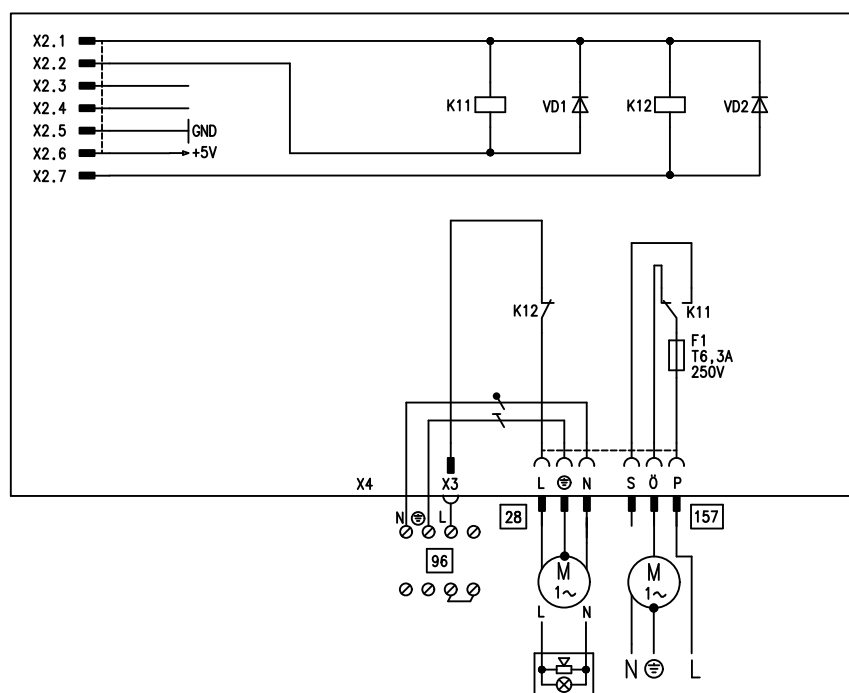 X2.1
X2.2
X2.3
X2.4
X2.5 GND
X2.6 +5V
X2.7
K11 VD1 K12 VD2
K12 K11
F1
T6,3A
250V
X4 X3 L N S Ö P
N L 28 157
96
M M
1~ 1~
L N
N L